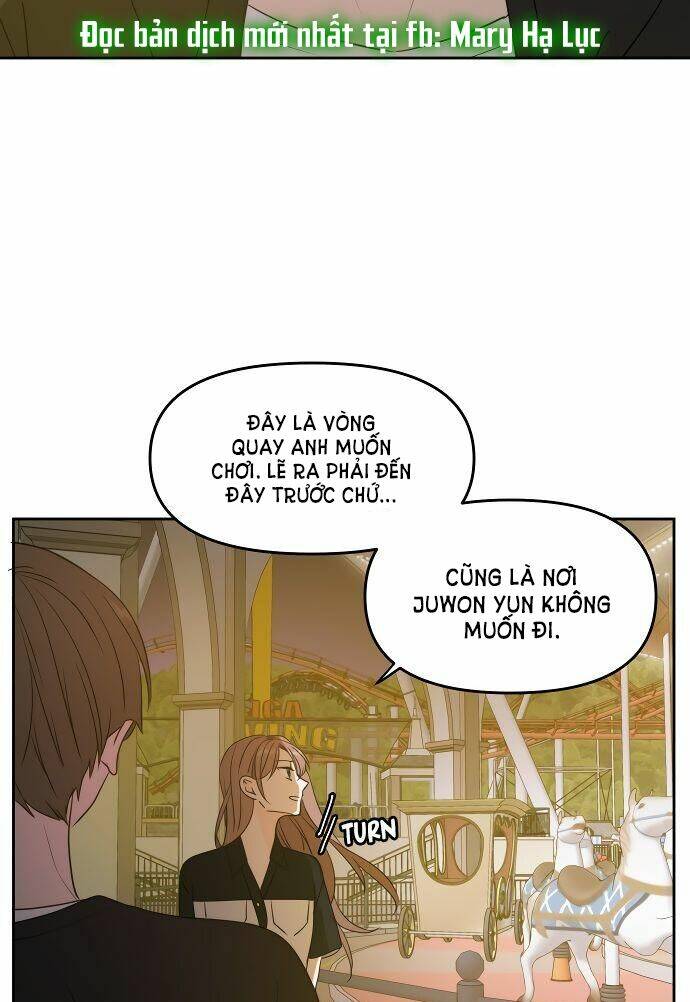 Đọc bản dịch mới nhất tại fb: Mary Hạ Lục
ĐÂY LÀ VÒNG
QUAY ANH MUỐN
CHƠI. LẼ RA PHẢI ĐẾN
ĐÂY TRƯỚC CHỨ...
CŨNG LÀ NƠI
JUWON YUN KHÔNG
MUỐN ĐI.
TURN